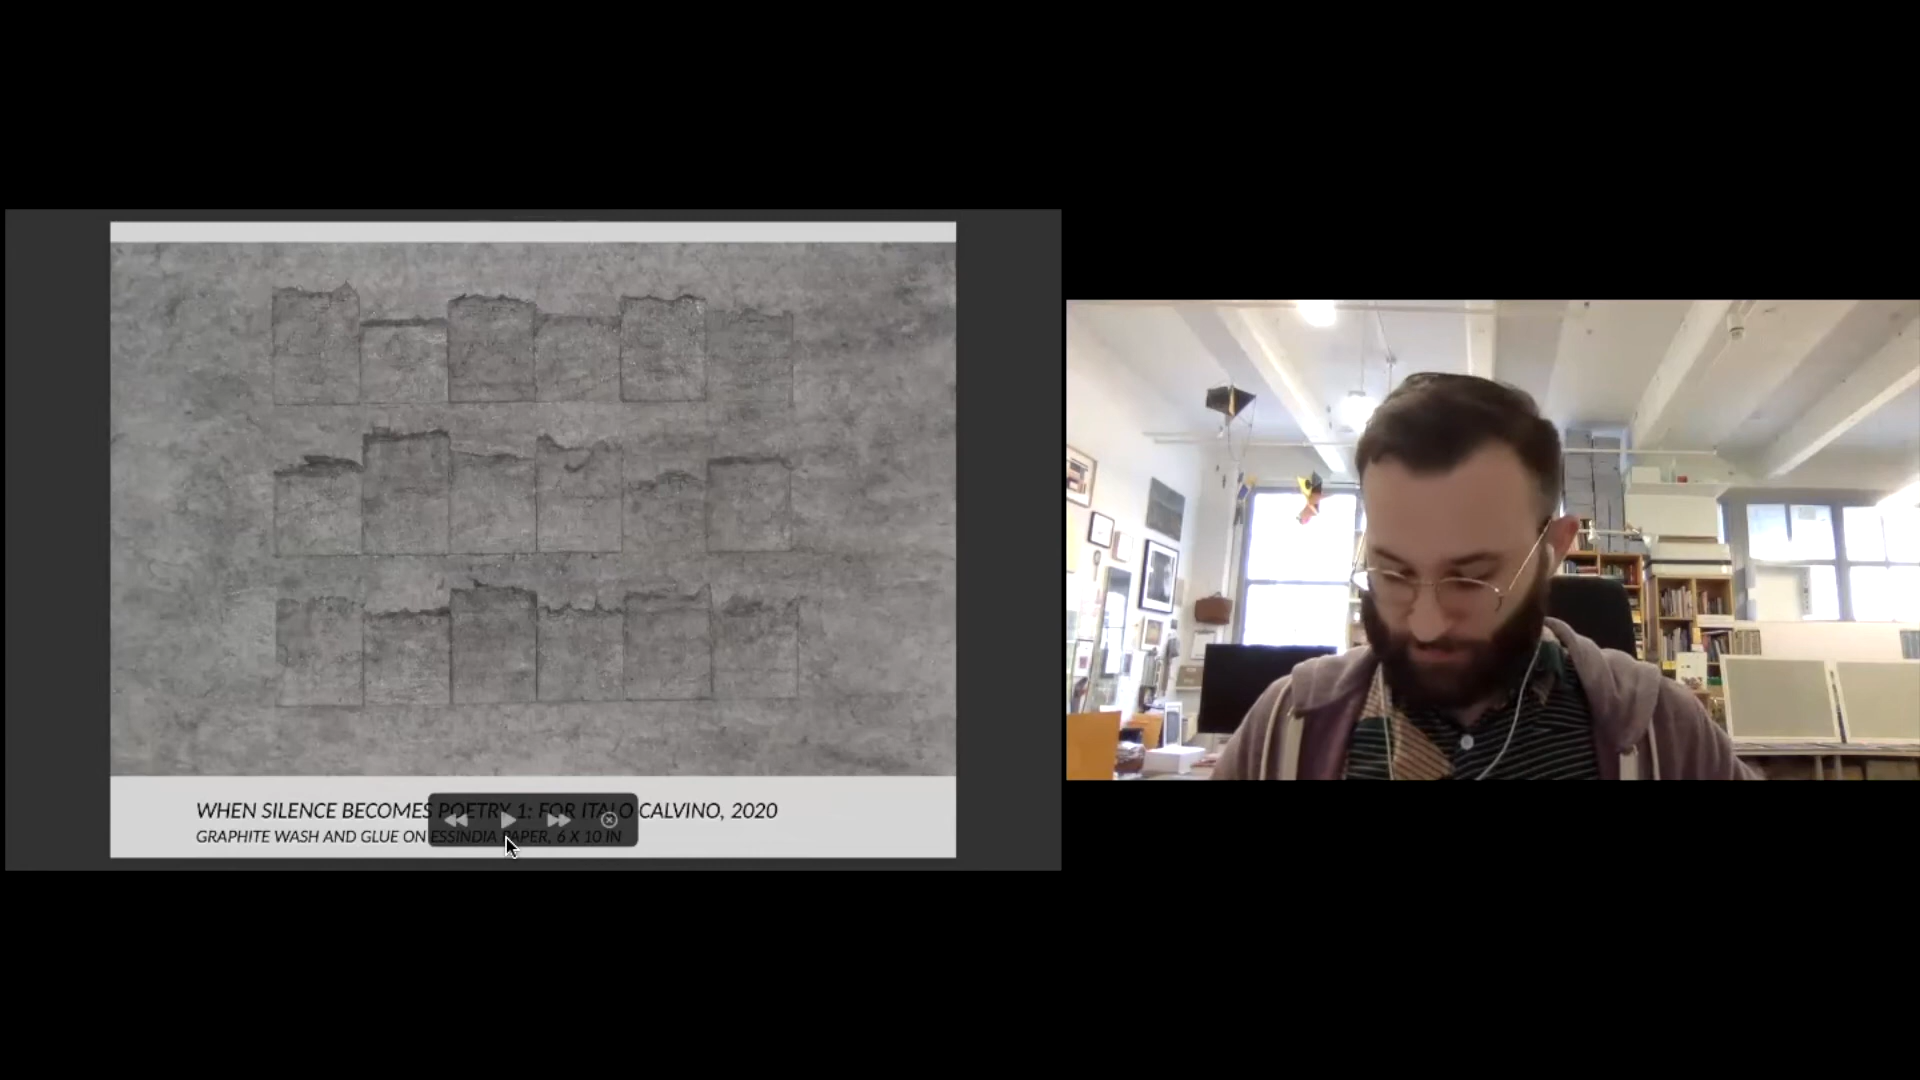 WHEN SILENCE BECOMES POETRY 1: FOR ITALO CALVINO, 2020
GRAPHITE WASH AND GLUE ON ESSINDIA PAPER, 6 X 10 IN